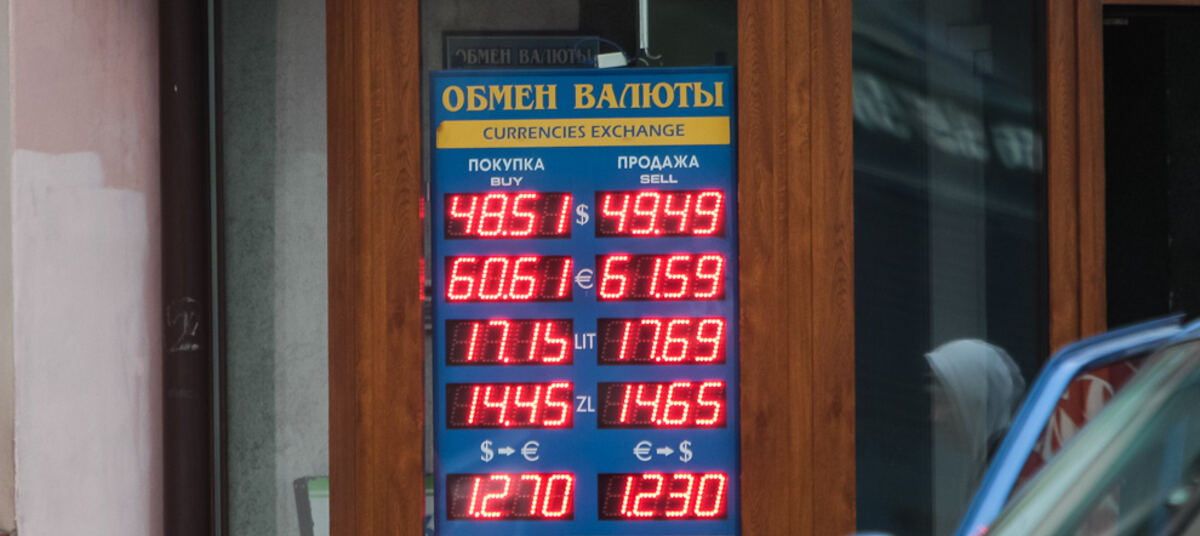 ОБМЕН ВАЛЮТЫ
ОБМЕН ВАЛЮТЫ
CURRENCIES EXCHANGE
ПОКУПКА ПРОДАЖА
BUY SELL
48.51 $ 49.49
60.61 € 61.59
17.15 LIT 17.69
14.45 ZL 14.65
$➡€ €➡$
1.270 1.230